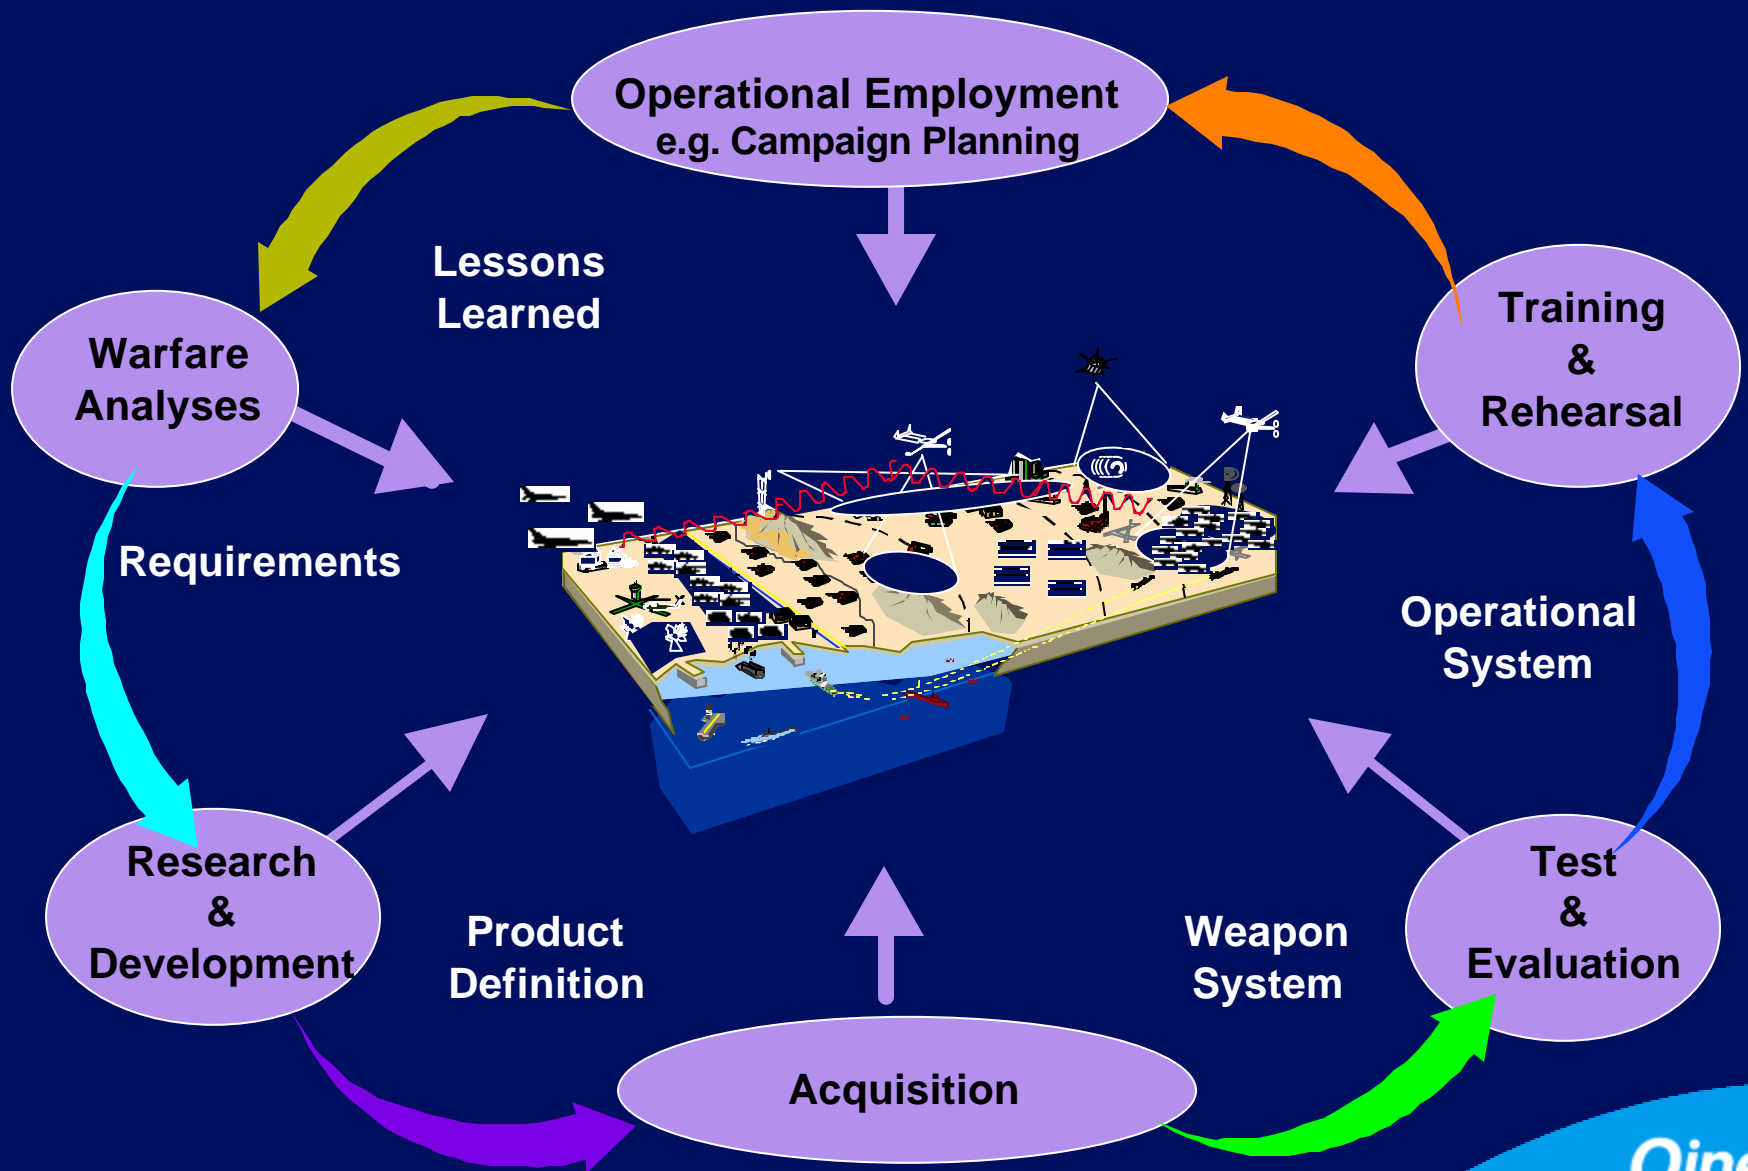 Operational Employment
e.g. Campaign Planning
Lessons
Learned
Training
&
Rehearsal
Warfare
Analyses
Requirements
Operational
System
Research
&
Development
Test
&
Evaluation
Product
Definition
Weapon
System
Acquisition